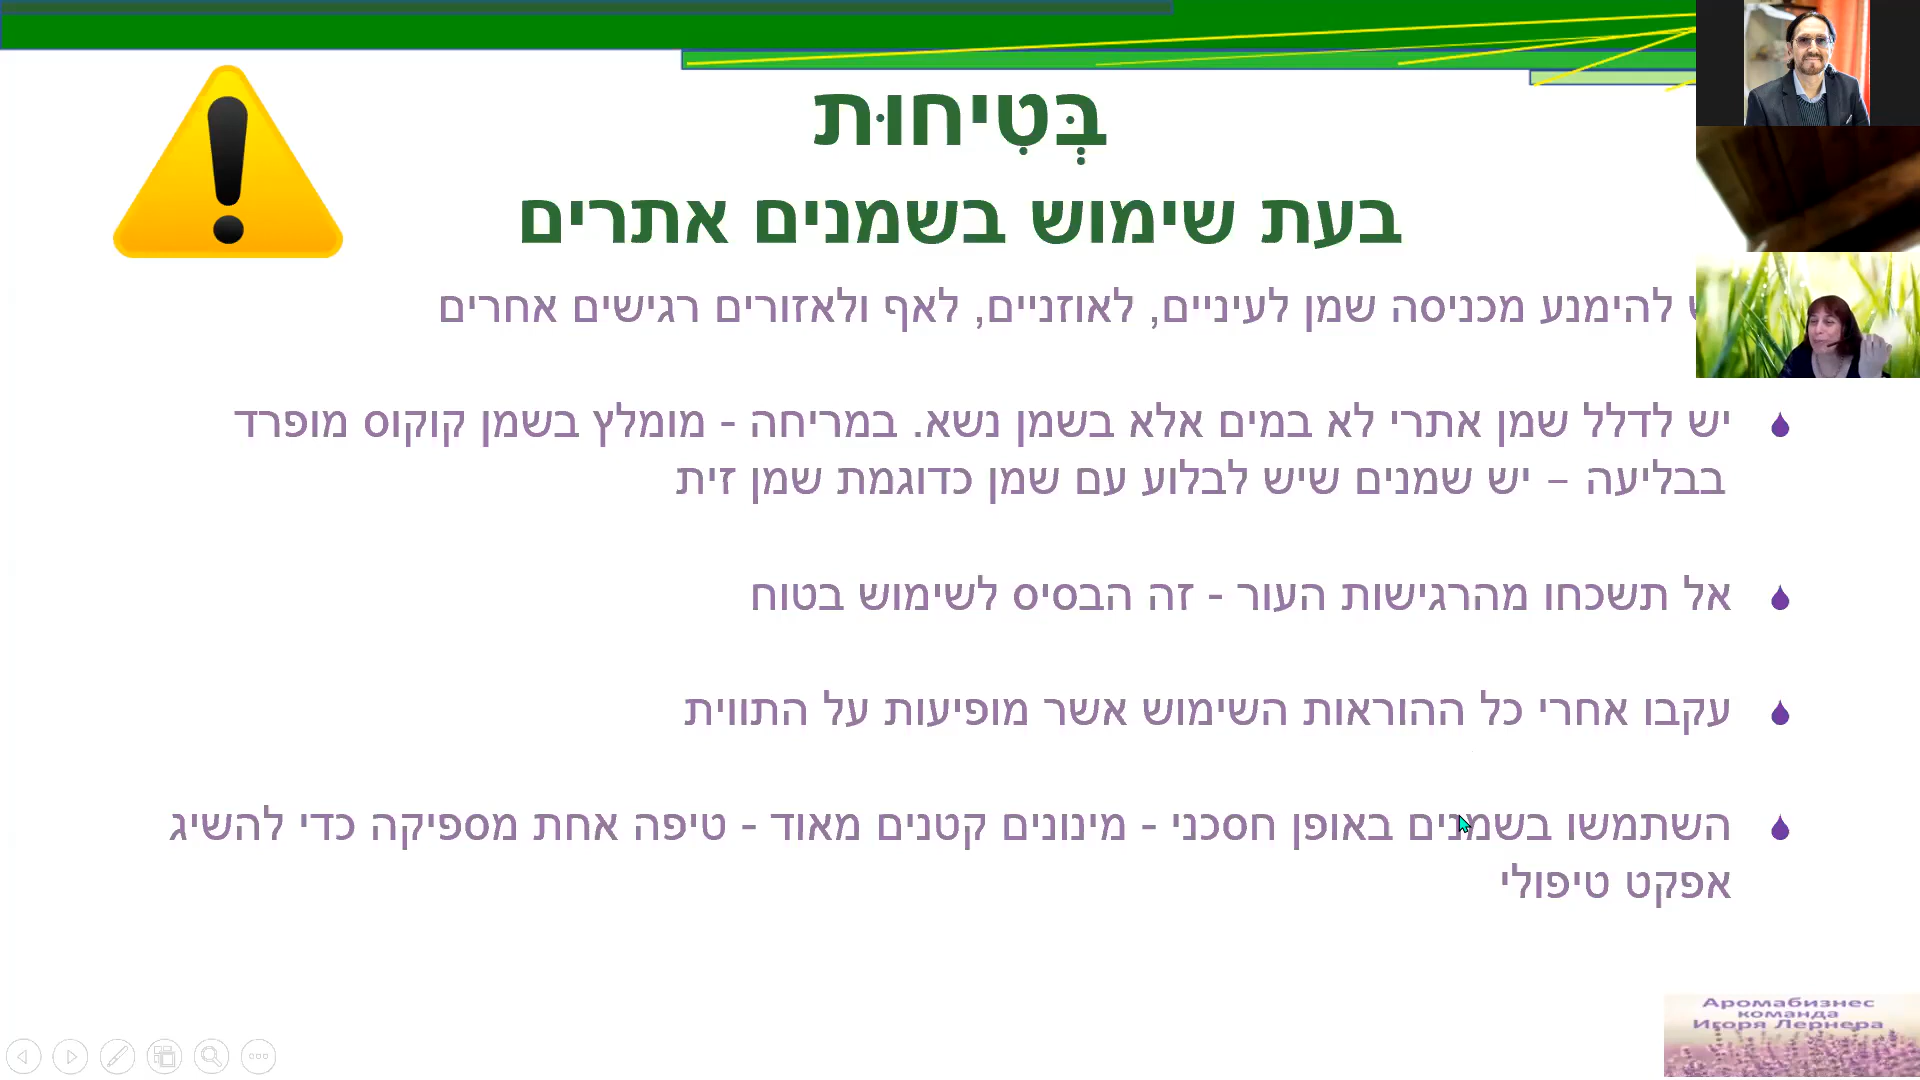 בְּטִיחוּת
בעת שימוש בשמנים אתרים
להימנע מכניסה שמן לעיניים, לאוזניים, לאף ולאזורים רגישים אחרים
יש לדלל שמן אתרי לא במים אלא בשמן נשא. במריחה - מומלץ בשמן קוקוס מופרד
בבליעה – יש שמנים שיש לבלוע עם שמן כדוגמת שמן זית
אל תשכחו מהרגישות העור - זה הבסיס לשימוש בטוח
עקבו אחרי כל ההוראות השימוש אשר מופיעות על התווית
השתמשו בשמנים באופן חסכני - מינונים קטנים מאוד - טיפה אחת מספיקה כדי להשיג
אפקט טיפולי
Аромабизнес
команда
Игоря Лернера